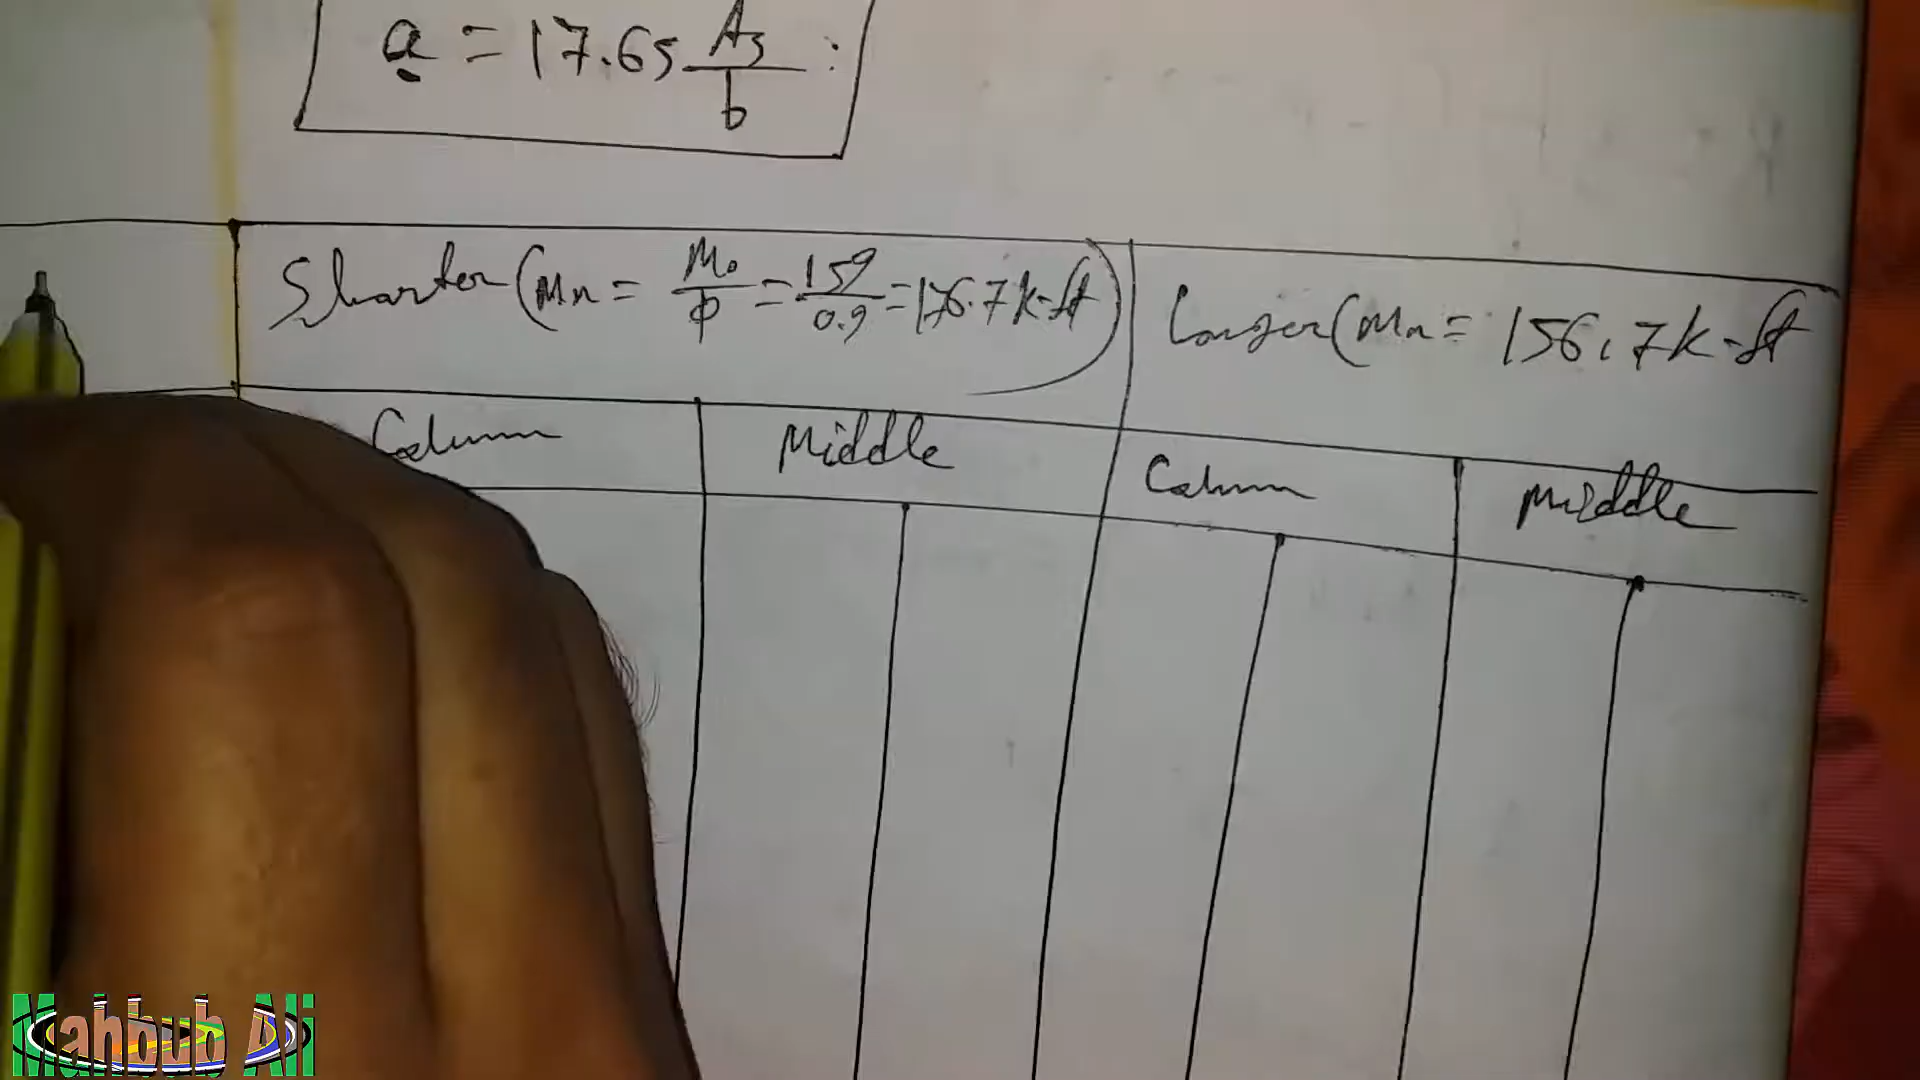 a = 17.65 As/b
Shorter (Mn = Mo/φ = 159/0.9 = 176.7 k-ft) Longer (Mn = 156.7 k-ft
Column Middle Column Middle
Mahbub Ali